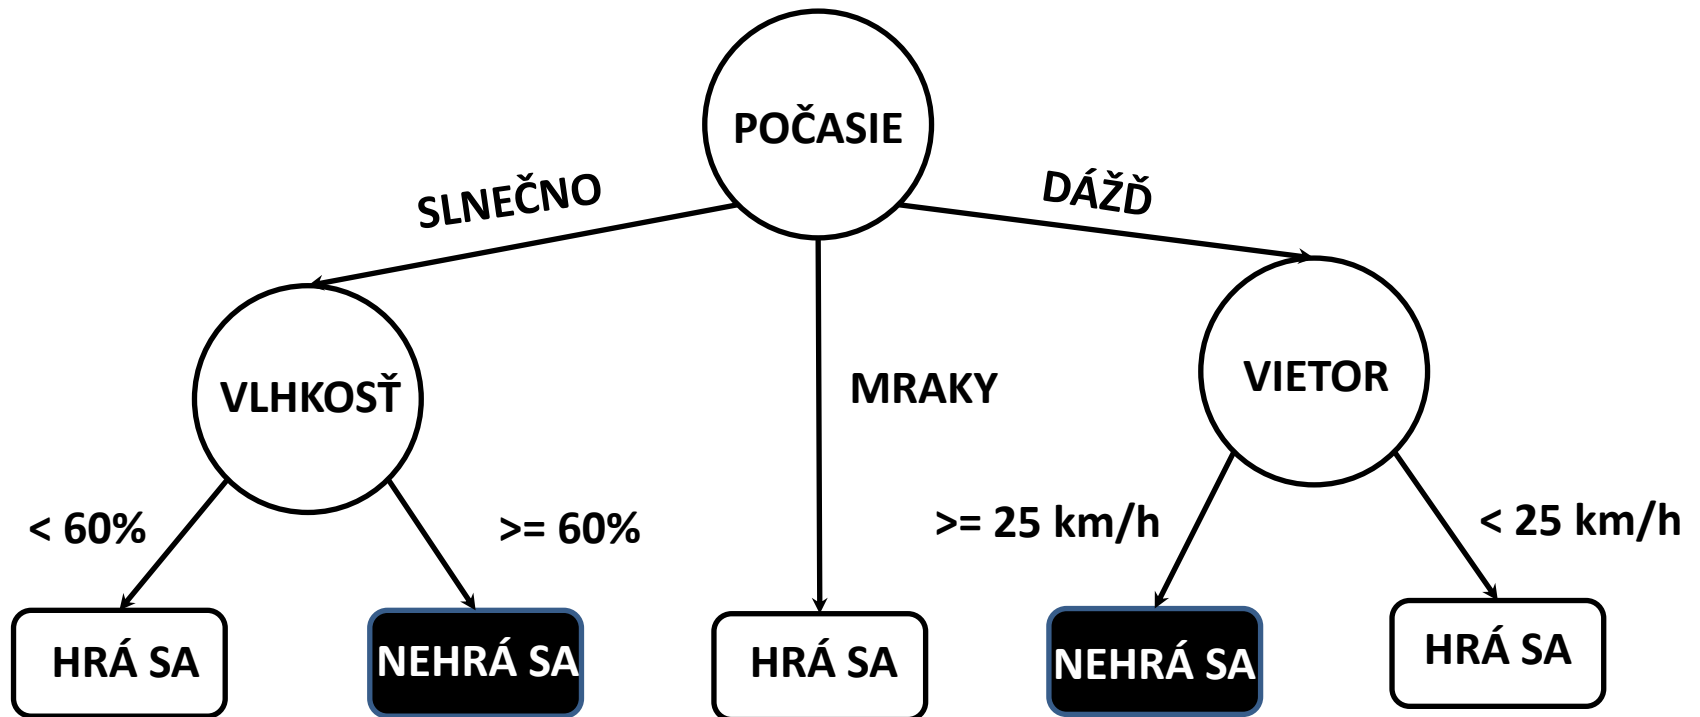 POČASIE
SLNEČNO
DÁŽĎ
VLHKOSŤ
MRAKY
VIETOR
< 60%
>= 60%
>= 25 km/h
< 25 km/h
HRÁ SA
NEHRÁ SA
HRÁ SA
NEHRÁ SA
HRÁ SA